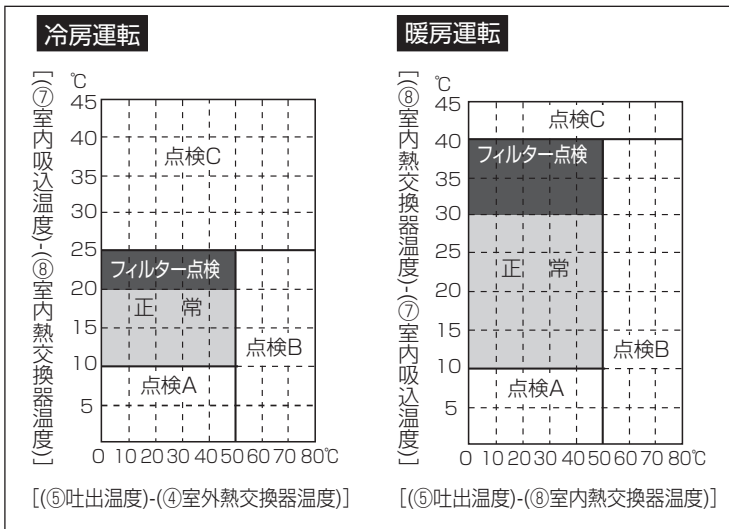 冷房運転
[(⑦室内吸込温度)-(⑧室内熱交換器温度)]
℃
45
40
35
30
25
20
15
10
5
点検C
フィルター点検
正 常
点検B
点検A
0 10 20 30 40 50 60 70 80℃
[(⑤吐出温度)-(④室外熱交換器温度)]
暖房運転
[(⑧室内熱交換器温度)-(⑦室内吸込温度)]
℃
45
40
35
30
25
20
15
10
5
点検C
フィルター点検
正 常
点検B
点検A
0 10 20 30 40 50 60 70 80℃
[(⑤吐出温度)-(⑧室内熱交換器温度)]